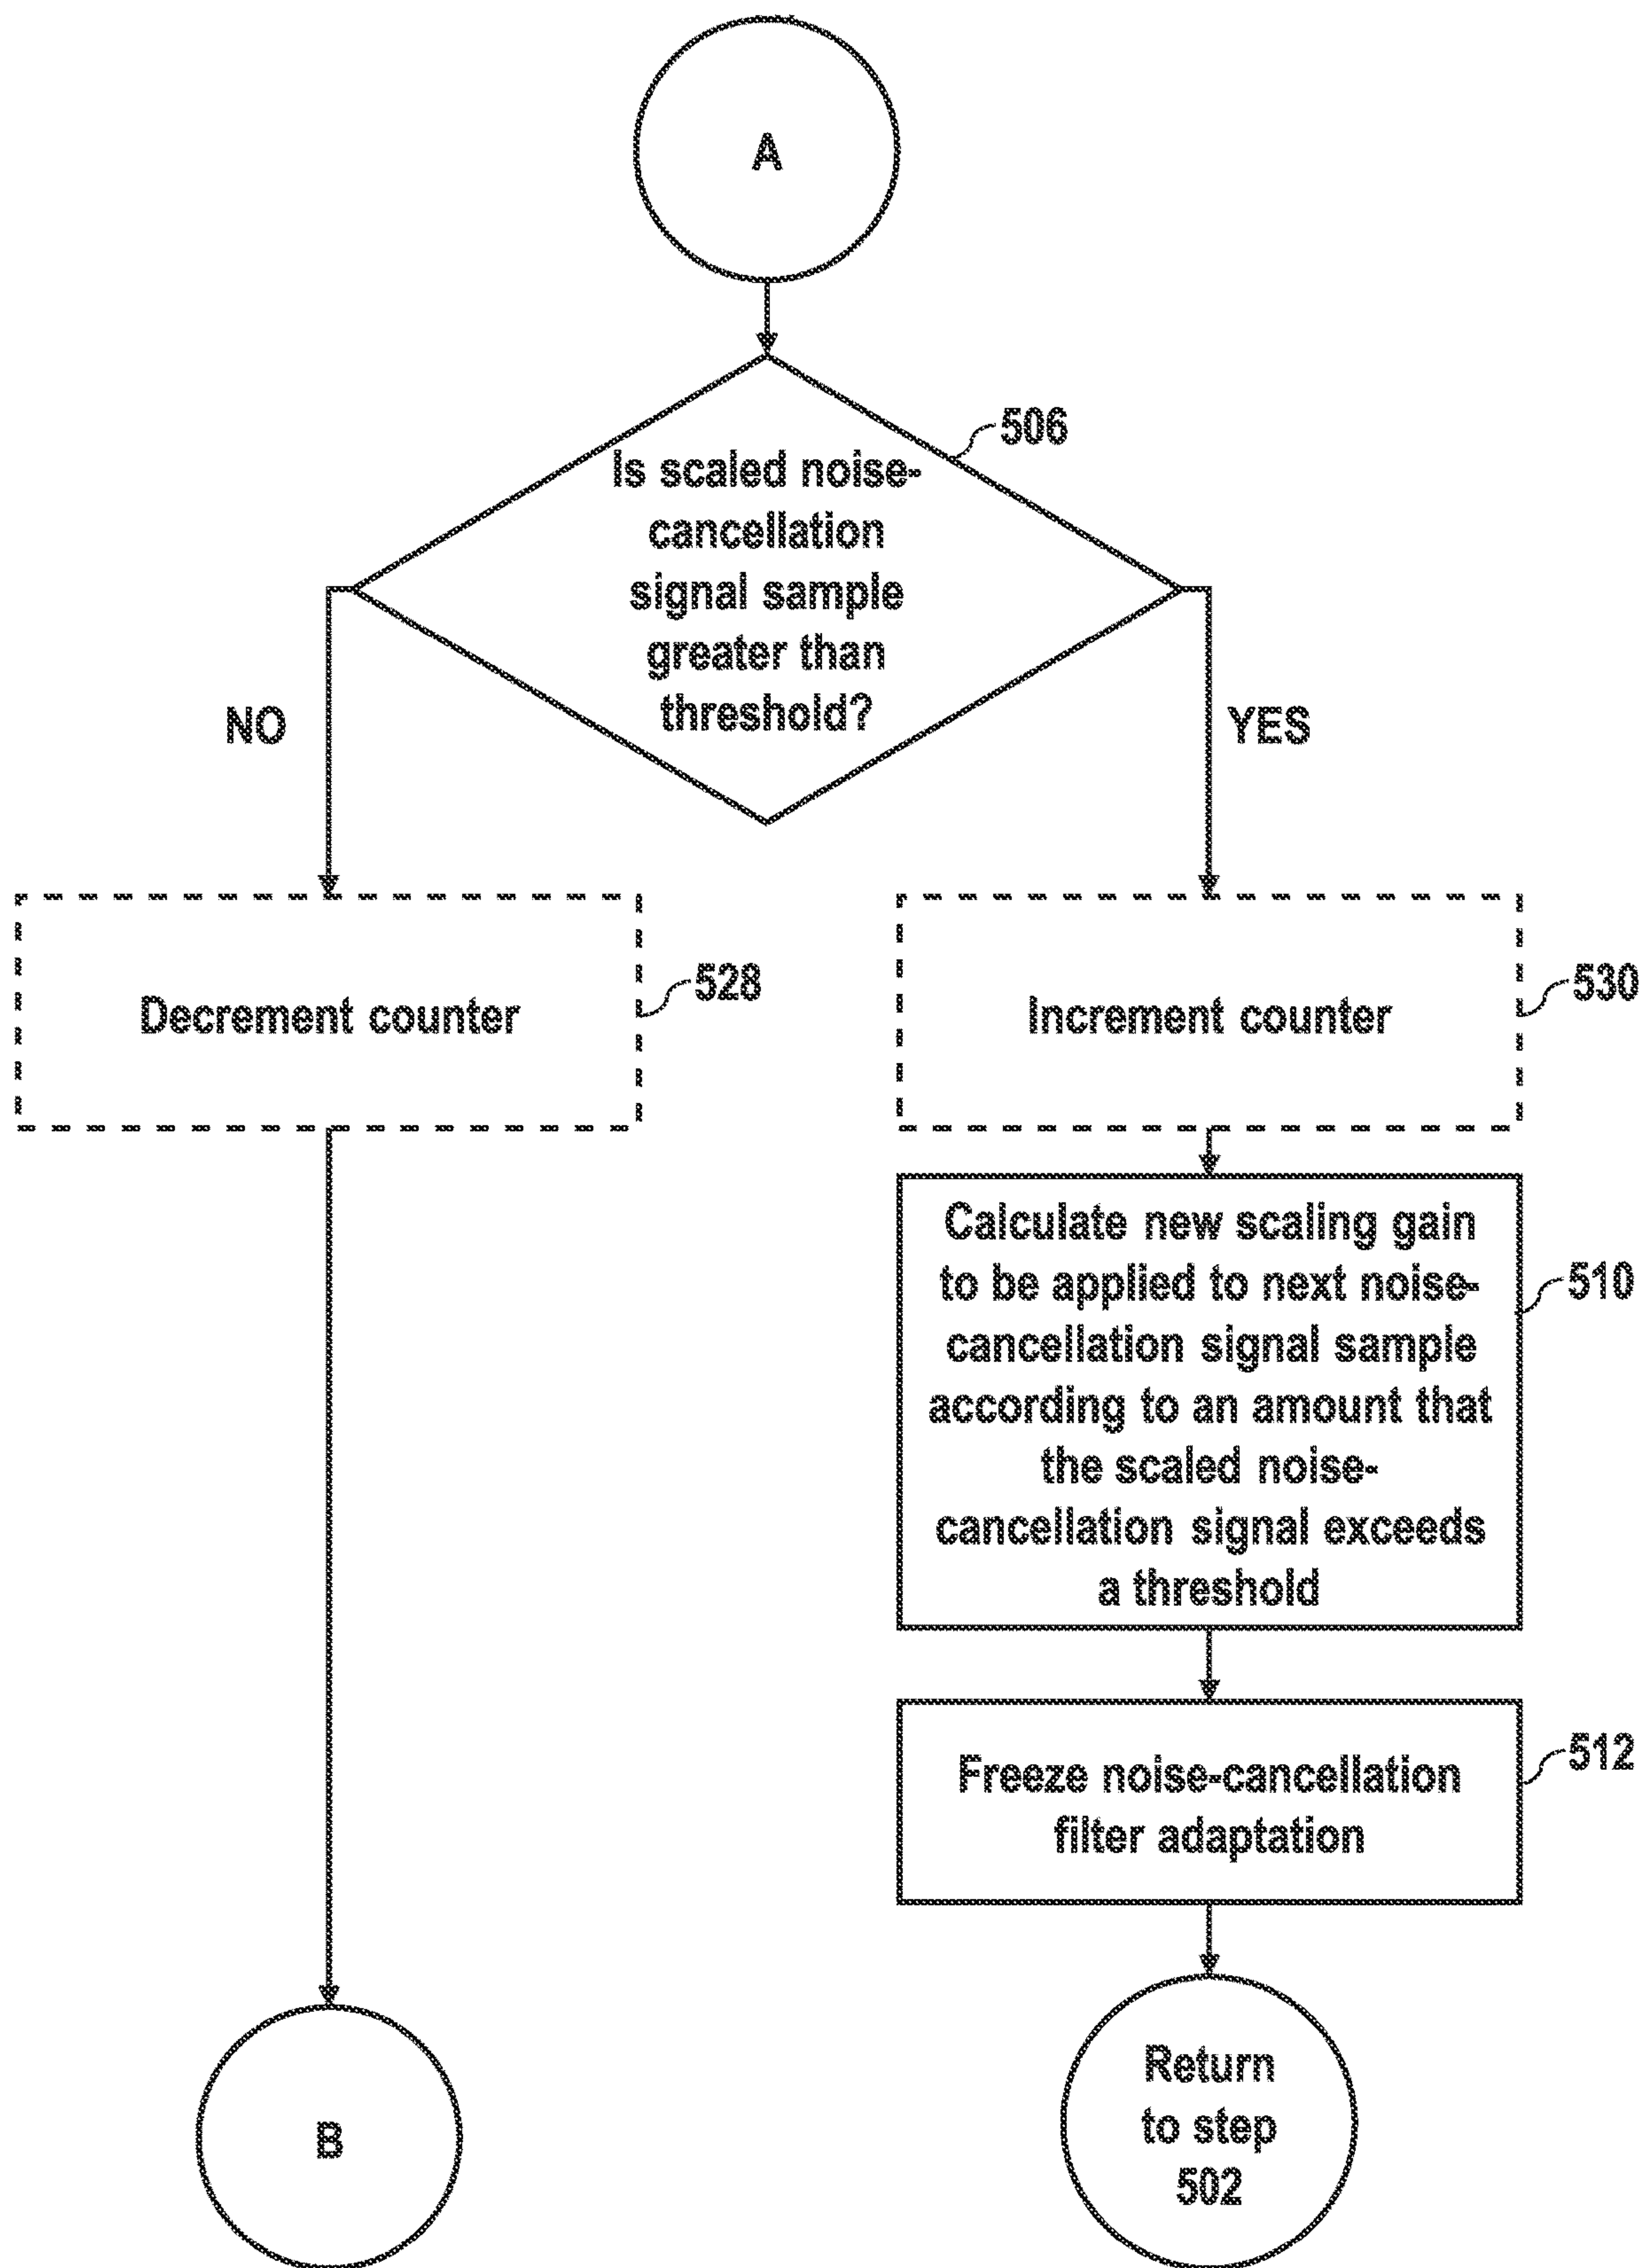 A
506
Is scaled noise-
cancellation
signal sample
greater than
threshold?
NO
YES
Decrement counter
528
Increment counter
530
Calculate new scaling gain
to be applied to next noise-
cancellation signal sample
according to an amount that
the scaled noise-
cancellation signal exceeds
a threshold
510
Freeze noise-cancellation
filter adaptation
512
B
Return
to step
502